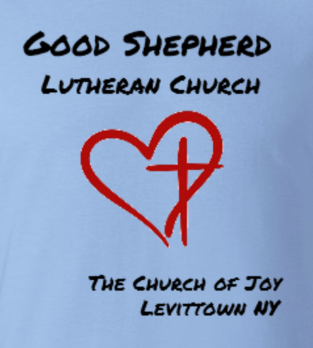 Good Shepherd
Lutheran Church
The Church of Joy
Levittown NY